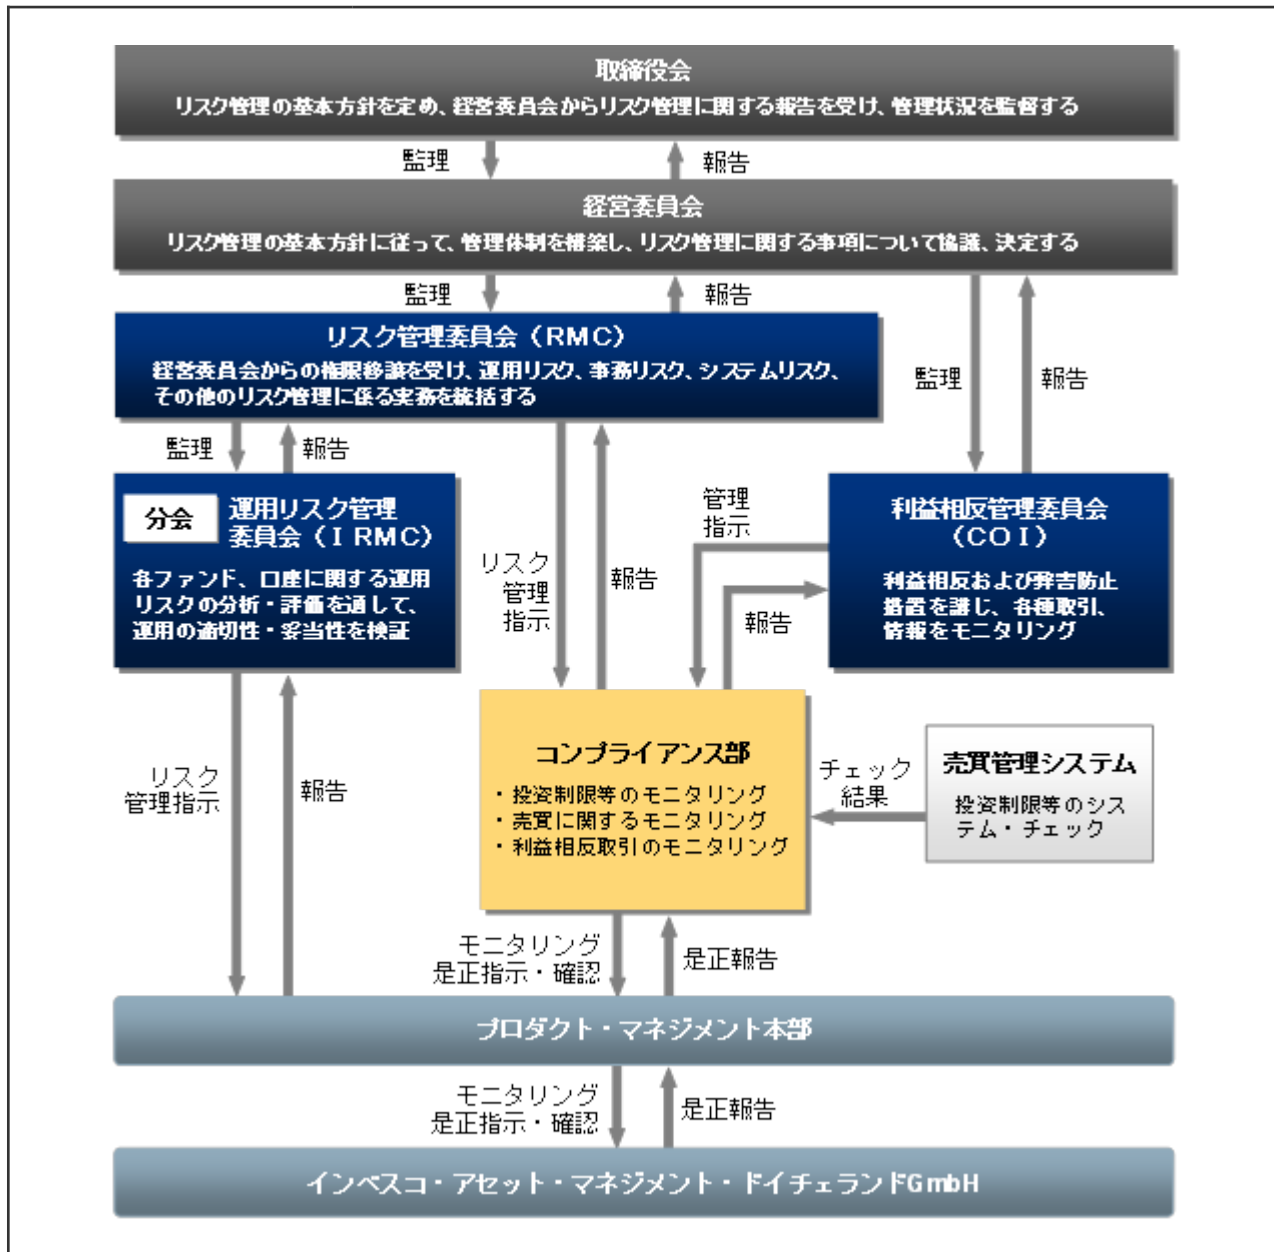 取締役会
リスク管理の基本方針を定め、経営委員会からリスク管理に関する報告を受け、管理状況を監督する
監理
報告
経営委員会
リスク管理の基本方針に従って、管理体制を構築し、リスク管理に関する事項について協議、決定する
監理
報告
リスク管理委員会（RMC）
経営委員会からの権限移譲を受け、運用リスク、事務リスク、システムリスク、
その他のリスク管理に係る実務を統括する
監理
報告
監理
報告
分会
運用リスク管理
委員会（ＩRMC）
各ファンド、口座に関する運用
リスクの分析・評価を通して、
運用の適切性・妥当性を検証
リスク
管理
指示
報告
管理
指示
報告
利益相反管理委員会
（COＩ）
利益相反および弊害防止
措置を講じ、各種取引、
情報をモニタリング
リスク
管理指示
報告
コンプライアンス部
・投資制限等のモニタリング
・売買に関するモニタリング
・利益相反取引のモニタリング
チェック
結果
売買管理システム
投資制限等のシス
テム・チェック
モニタリング
是正指示・確認
是正報告
プロダクト・マネジメント本部
モニタリング
是正指示・確認
是正報告
インベスコ・アセット・マネジメント・ドイチェランドGmbH